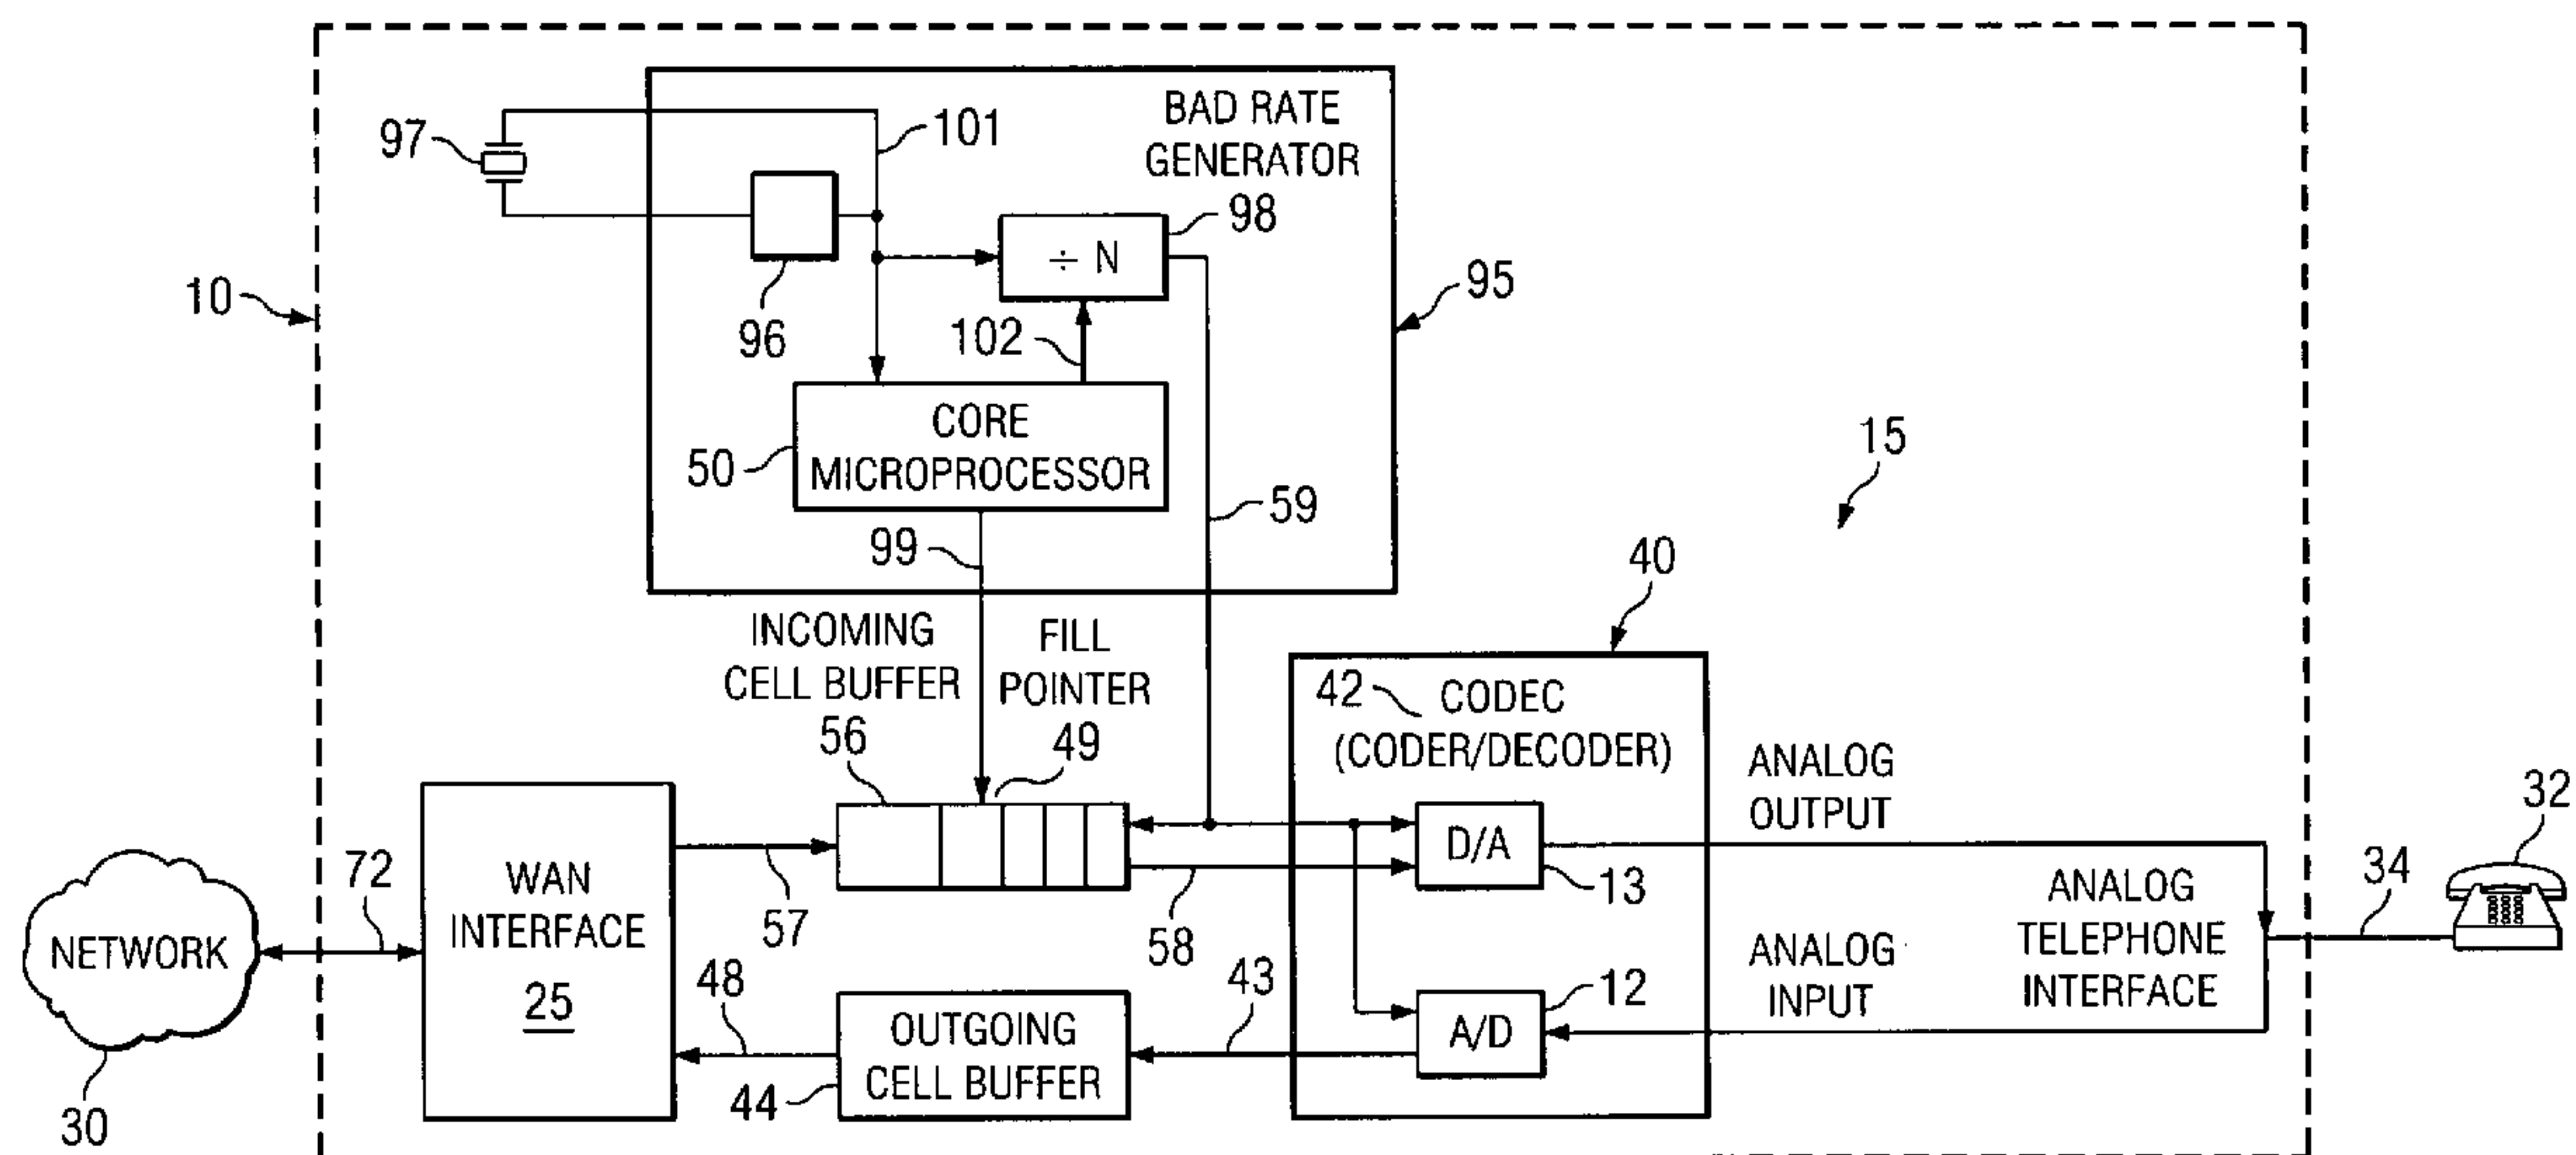 BAD RATE
GENERATOR
97
101
98
÷ N
10
95
96
102
CORE
MICROPROCESSOR
50
15
59
99
40
INCOMING
CELL BUFFER
FILL
POINTER
42
CODEC
(CODER/DECODER)
56
49
ANALOG
OUTPUT
32
D/A
13
72
WAN
INTERFACE
25
57
58
34
ANALOG
TELEPHONE
INTERFACE
NETWORK
ANALOG
INPUT
48
43
12
A/D
OUTGOING
CELL BUFFER
44
30